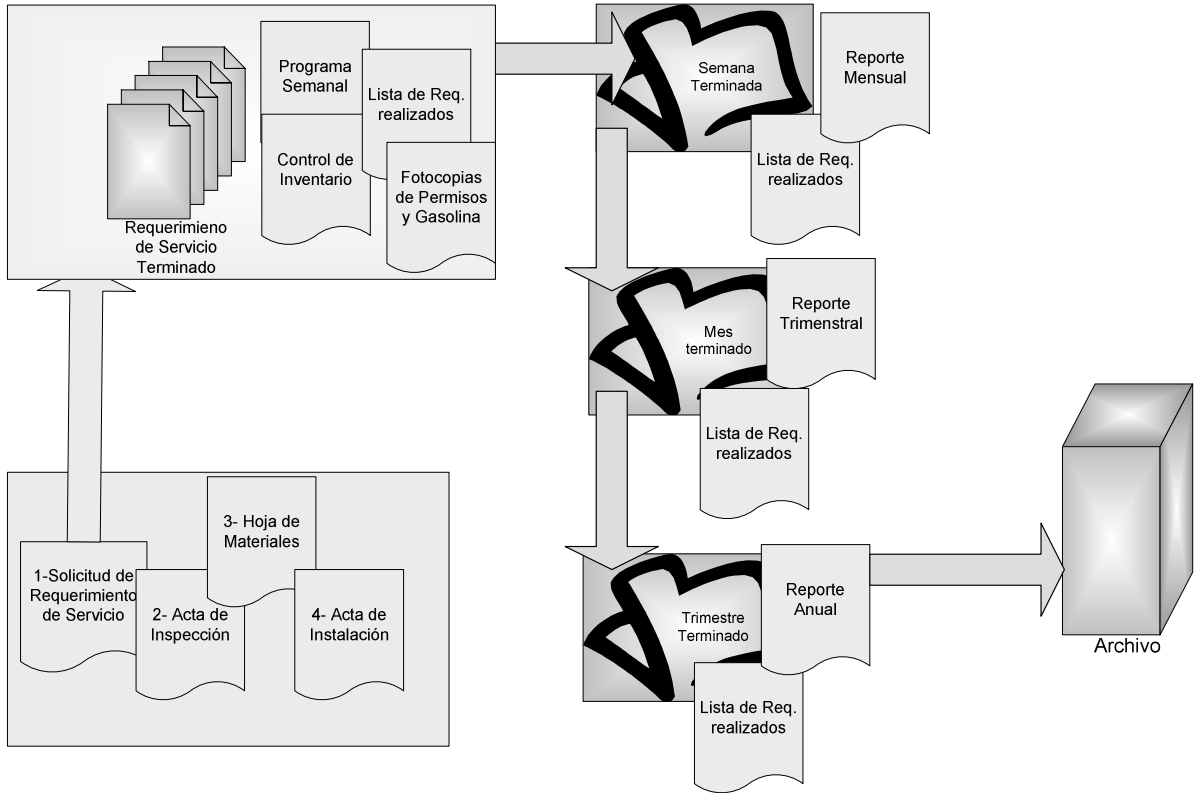 Programa
Semanal
Lista de Req.
realizados
Control de
Inventario
Fotocopias
de Permisos
y Gasolina
Requerimieno
de Servicio
Terminado
Semana
Terminada
Reporte
Mensual
Lista de Req.
realizados
Mes
terminado
Reporte
Trimenstral
Lista de Req.
realizados
1-Solicitud de
Requerimiento
de Servicio
2- Acta de
Inspección
3- Hoja de
Materiales
4- Acta de
Instalación
Trimestre
Terminado
Reporte
Anual
Lista de Req.
realizados
Archivo